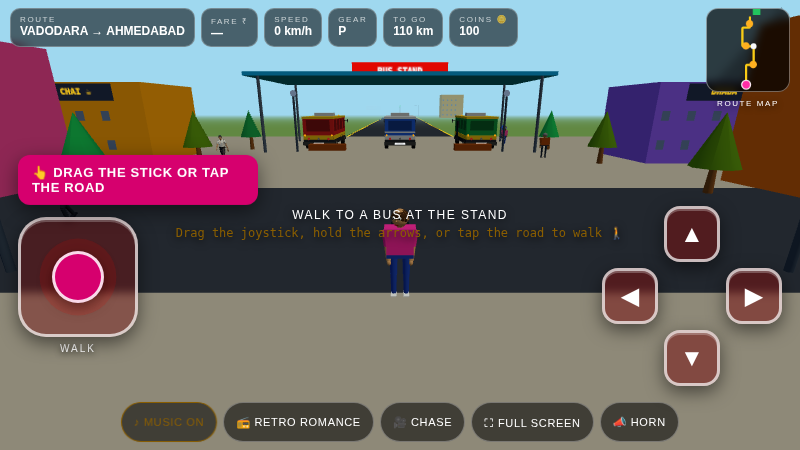 ROUTE
VADODARA → AHMEDABAD
FARE ₹
—
SPEED
0 km/h
GEAR
P
TO GO
110 km
COINS 🪙
100
ROUTE MAP
BUS STAND
CHAI ☕
👆 DRAG THE STICK OR TAP THE ROAD
WALK TO A BUS AT THE STAND
Drag the joystick, hold the arrows, or tap the road to walk 🚶
▲
◀
▶
▼
WALK
♪ MUSIC ON
📻 RETRO ROMANCE
🎥 CHASE
⛶ FULL SCREEN
📣 HORN